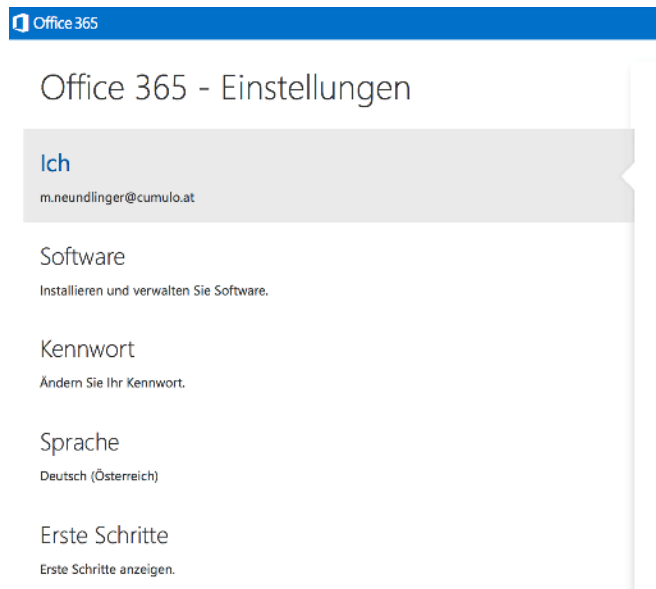 Office 365
Office 365 - Einstellungen
Ich
m.neundlinger@cumulo.at
Software
Installieren und verwalten Sie Software.
Kennwort
Ändern Sie Ihr Kennwort.
Sprache
Deutsch (Österreich)
Erste Schritte
Erste Schritte anzeigen.